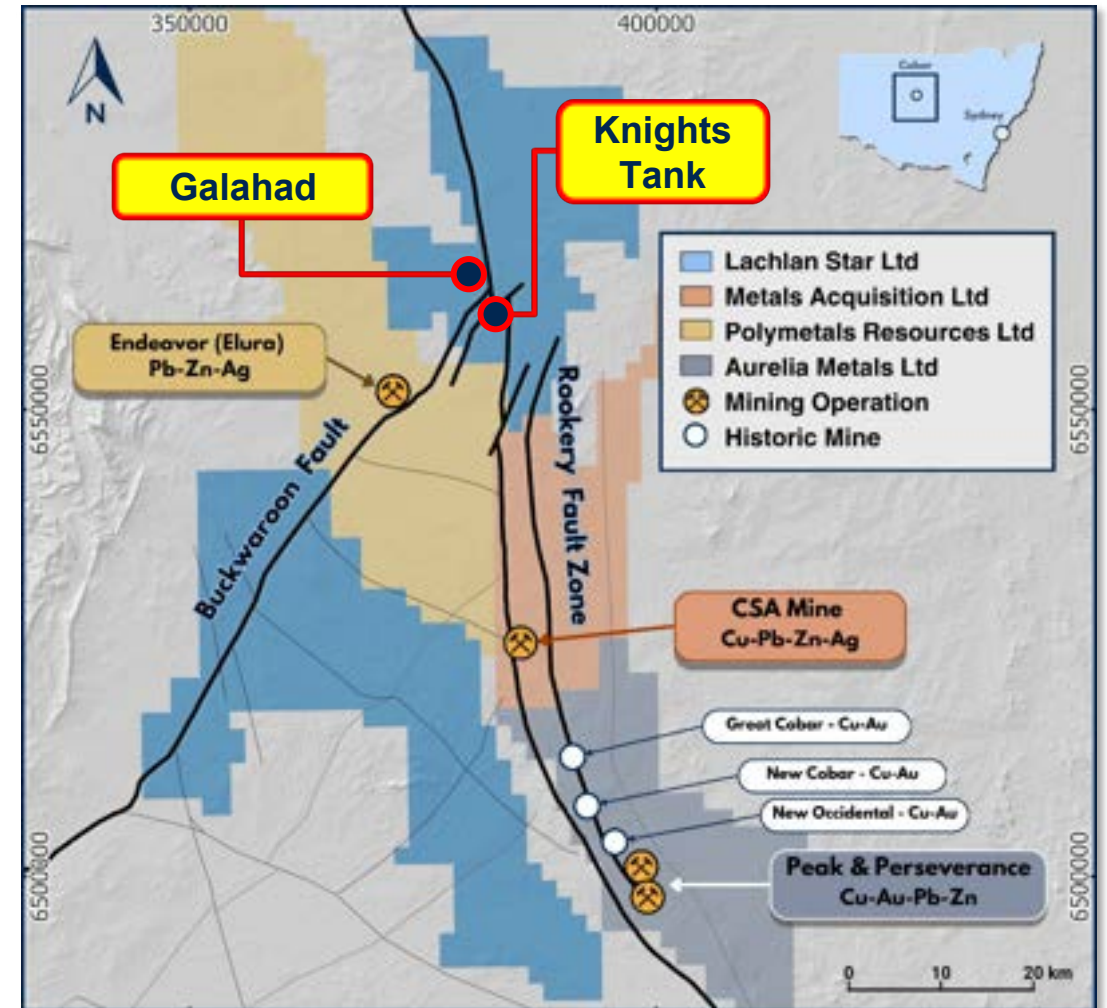 350000
400000
N
Cobar
Sydney
Knights
Tank
Galahad
Lachlan Star Ltd
Metals Acquisition Ltd
Polymetals Resources Ltd
Aurelia Metals Ltd
Mining Operation
Historic Mine
Endeavor (Elura)
Pb-Zn-Ag
6550000
6550000
Rookery Fault Zone
Buckwaroon Fault
CSA Mine
Cu-Pb-Zn-Ag
Great Cobar - Cu-Au
New Cobar - Cu-Au
New Occidental - Cu-Au
Peak & Perseverance
Cu-Au-Pb-Zn
6500000
6500000
0 10 20 km